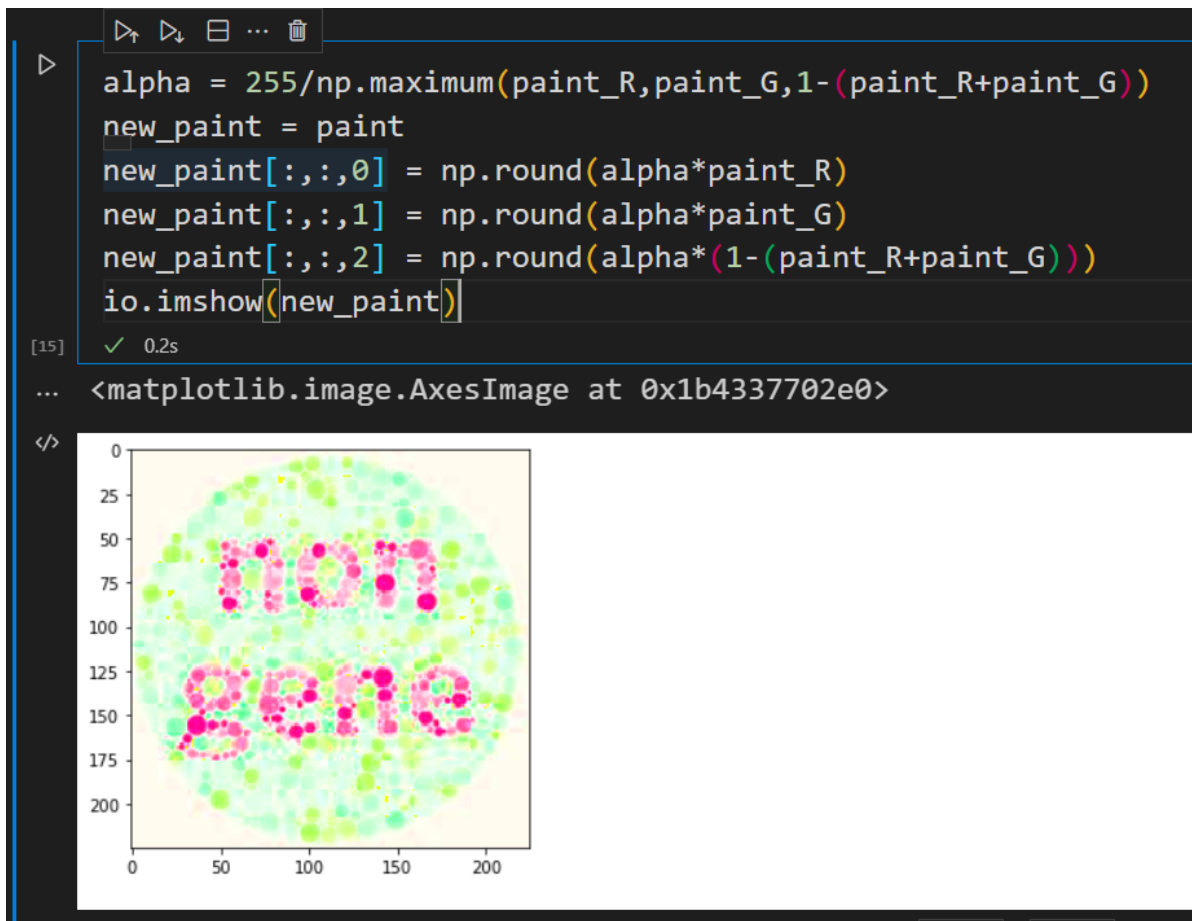 alpha = 255/np.maximum(paint_R,paint_G,1-(paint_R+paint_G))
new_paint = paint
new_paint[:,:,0] = np.round(alpha*paint_R)
new_paint[:,:,1] = np.round(alpha*paint_G)
new_paint[:,:,2] = np.round(alpha*(1-(paint_R+paint_G)))
io.imshow(new_paint)
[15] 0.2s
<matplotlib.image.AxesImage at 0x1b4337702e0>
0
25
50
75
100
125
150
175
200
non
gene
0 50 100 150 200